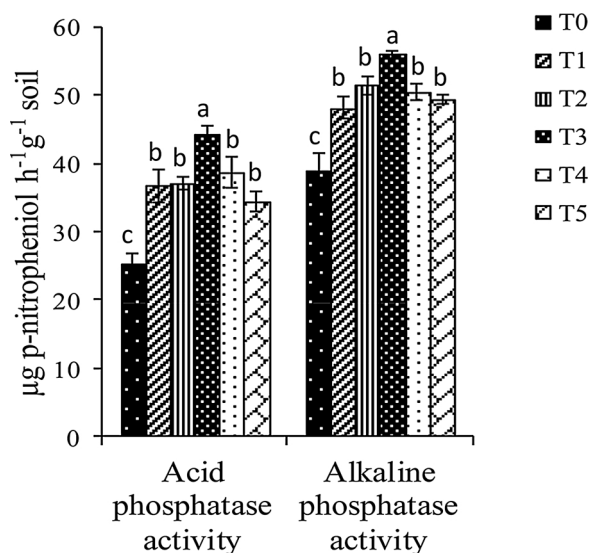 µg p-nitropheniol h-1g-1 soil
60
50
40
30
20
10
0
c
b
b
a
b
b
c
b
b
a
b
b
Acid
phosphatase
activity
Alkaline
phosphatase
activity
T0
T1
T2
T3
T4
T5